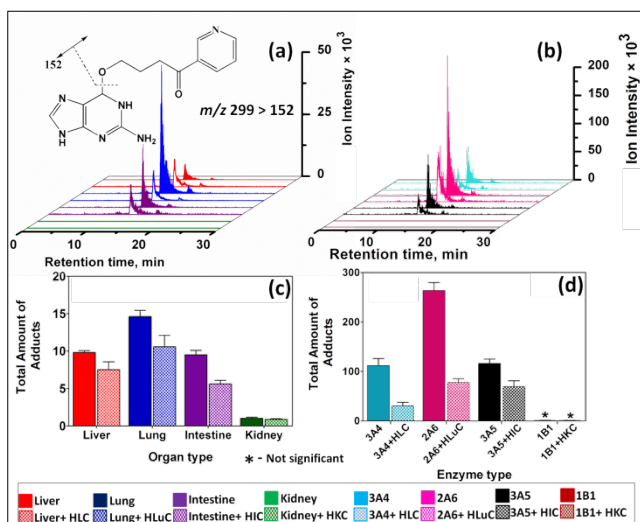 (a)
152
N
O
O
N
NH
N
H
N
NH₂
m/z 299 > 152
50
25
0
Ion Intensity × 10³
0 10 20 30
Retention time, min
(b)
200
150
100
50
0
Ion Intensity × 10³
0 10 20 30
Retention time, min
(c)
Total Amount of
Adducts
20
15
10
5
0
Liver Lung Intestine Kidney
Organ type
* - Not significant
(d)
Total Amount of
Adducts
300
200
100
0
* *
3A4 3A4+HLC 2A6 2A6+HLuC 3A5 3A5+HIC 1B1 1B1+HKC
Enzyme type
Liver Lung Intestine Kidney 3A4 2A6 3A5 1B1
Liver+ HLC Lung+ HLuC Intestine+ HIC Kidney+ HKC 3A4+ HLC 2A6+ HLuC 3A5+ HIC 1B1+ HKC